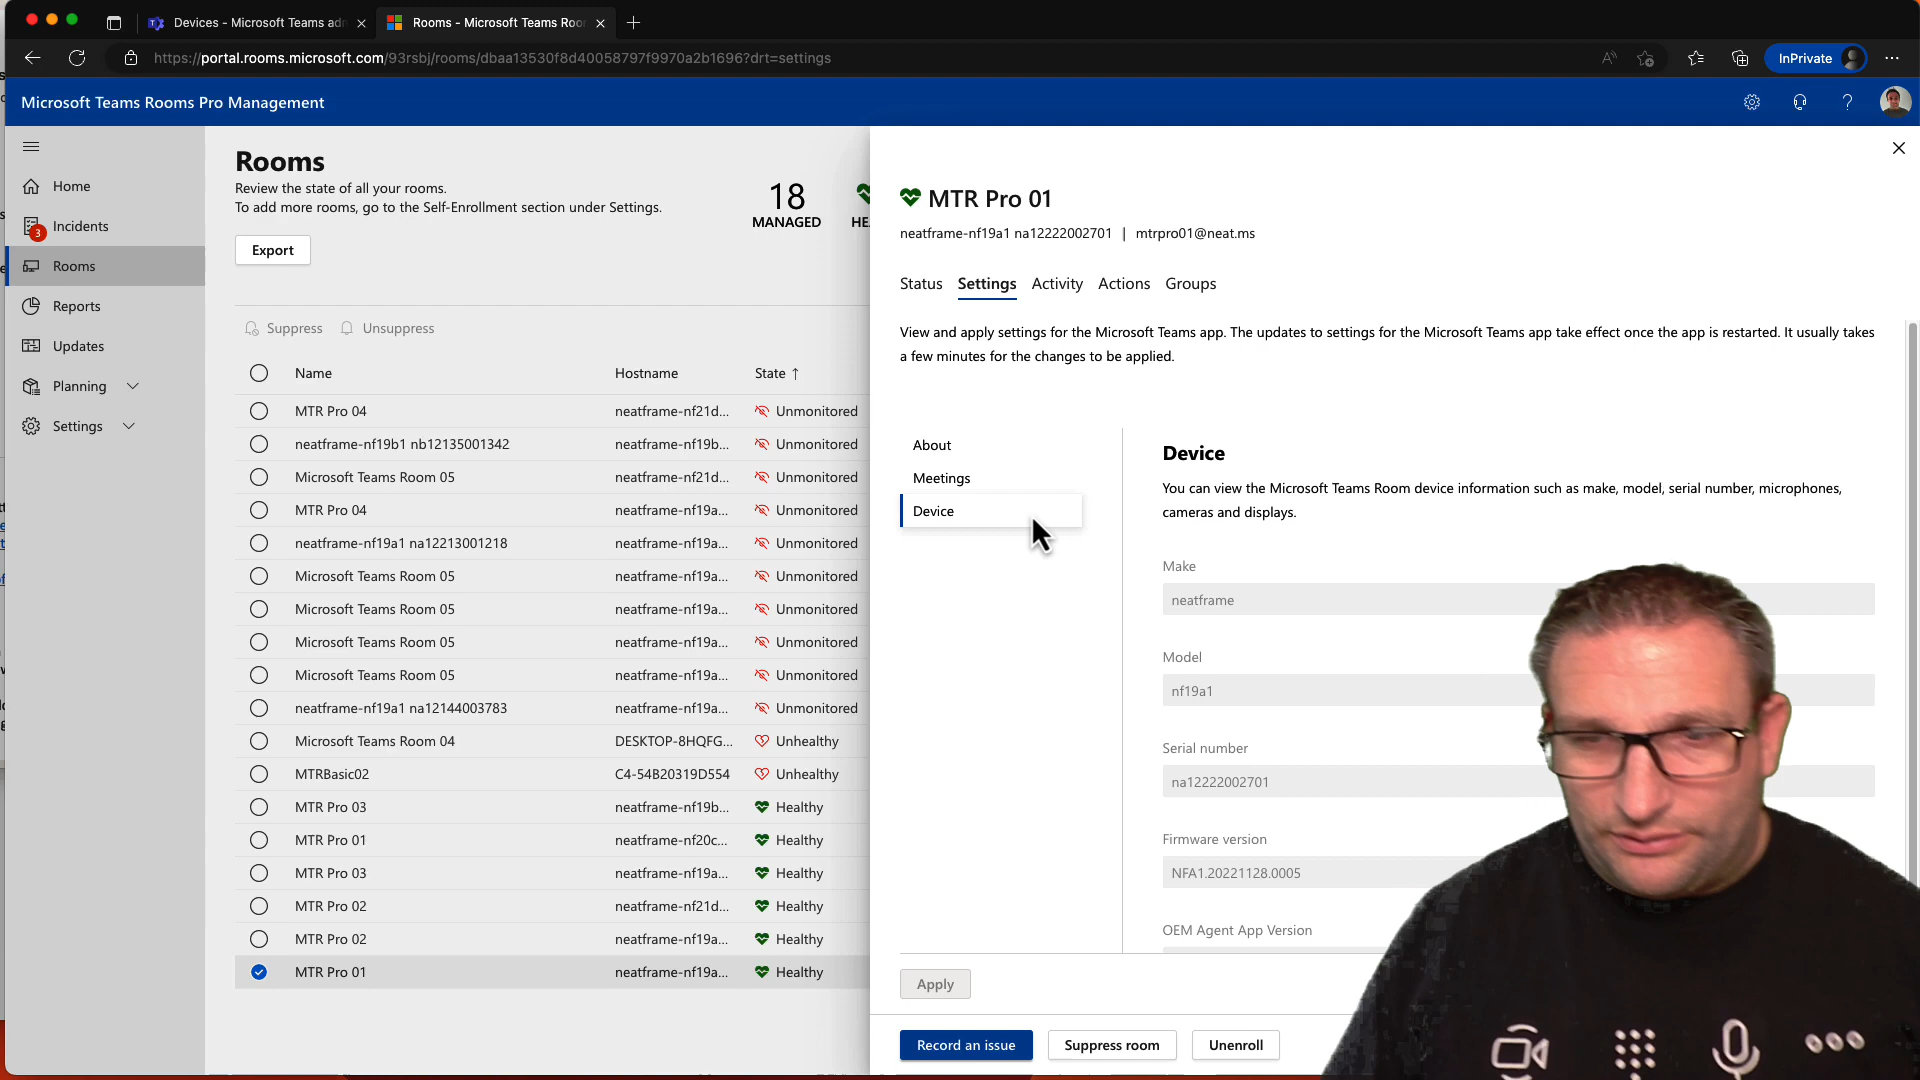 Devices - Microsoft Teams adm
Rooms - Microsoft Teams Roo
https://portal.rooms.microsoft.com/93rsbj/rooms/dbaa13530f8d40058797f9970a2b1696?drt=settings
InPrivate
Microsoft Teams Rooms Pro Management
Home
3
Incidents
Rooms
Reports
Updates
Planning
Settings
Rooms
Review the state of all your rooms.
To add more rooms, go to the Self-Enrollment section under Settings.
18
MANAGED
HE
Export
Suppress
Unsuppress
Name Hostname State ↑
MTR Pro 04 neatframe-nf21d... Unmonitored
neatframe-nf19b1 nb12135001342 neatframe-nf19b... Unmonitored
Microsoft Teams Room 05 neatframe-nf21d... Unmonitored
MTR Pro 04 neatframe-nf19a... Unmonitored
neatframe-nf19a1 na12213001218 neatframe-nf19a... Unmonitored
Microsoft Teams Room 05 neatframe-nf19a... Unmonitored
Microsoft Teams Room 05 neatframe-nf19a... Unmonitored
Microsoft Teams Room 05 neatframe-nf19a... Unmonitored
Microsoft Teams Room 05 neatframe-nf19a... Unmonitored
neatframe-nf19a1 na12144003783 neatframe-nf19a... Unmonitored
Microsoft Teams Room 04 DESKTOP-8HQFG... Unhealthy
MTRBasic02 C4-54B20319D554 Unhealthy
MTR Pro 03 neatframe-nf19b... Healthy
MTR Pro 01 neatframe-nf20c... Healthy
MTR Pro 03 neatframe-nf19a... Healthy
MTR Pro 02 neatframe-nf21d... Healthy
MTR Pro 02 neatframe-nf19a... Healthy
MTR Pro 01 neatframe-nf19a... Healthy
MTR Pro 01
neatframe-nf19a1 na12222002701 | mtrpro01@neat.ms
Status Settings Activity Actions Groups
View and apply settings for the Microsoft Teams app. The updates to settings for the Microsoft Teams app take effect once the app is restarted. It usually takes
a few minutes for the changes to be applied.
About
Meetings
Device
Device
You can view the Microsoft Teams Room device information such as make, model, serial number, microphones,
cameras and displays.
Make
neatframe
Model
nf19a1
Serial number
na12222002701
Firmware version
NFA1.20221128.0005
OEM Agent App Version
Apply
Record an issue
Suppress room
Unenroll